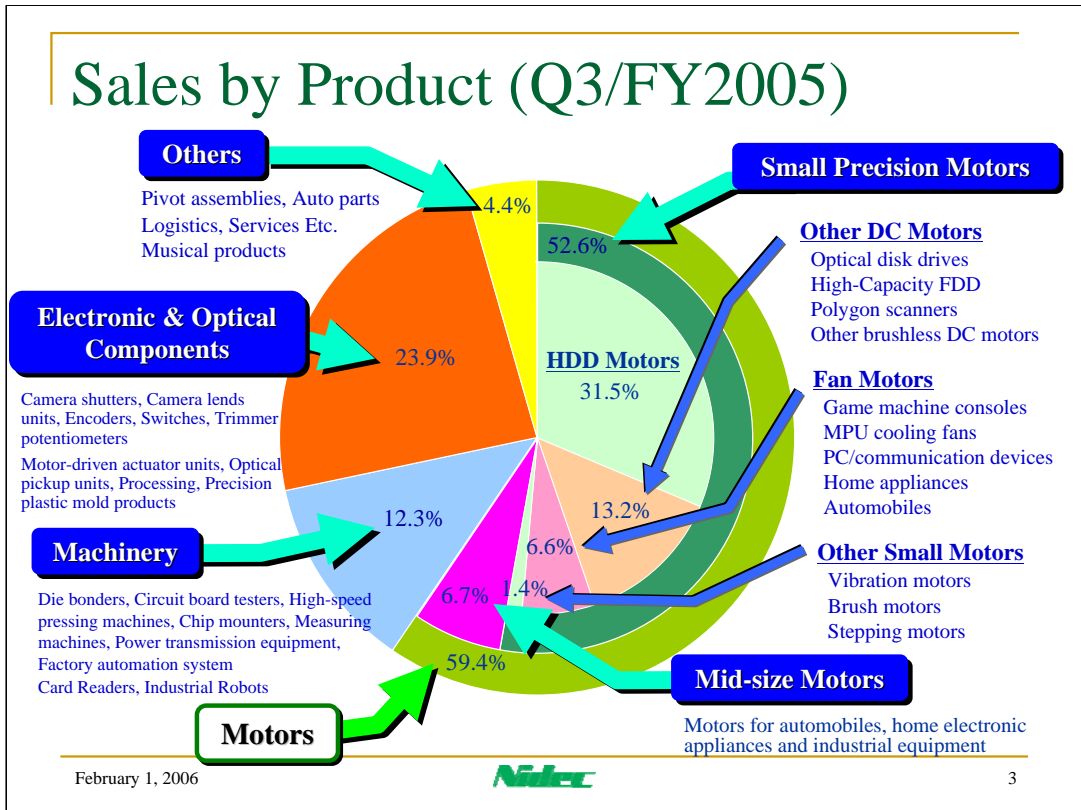 Sales by Product (Q3/FY2005)
Others
Pivot assemblies, Auto parts
Logistics, Services Etc.
Musical products
4.4%
Small Precision Motors
52.6%
Other DC Motors
Optical disk drives
High-Capacity FDD
Polygon scanners
Other brushless DC motors
Electronic & Optical
Components
23.9%
Camera shutters, Camera lends
units, Encoders, Switches, Trimmer
potentiometers
Motor-driven actuator units, Optical
pickup units, Processing, Precision
plastic mold products
HDD Motors
31.5%
Fan Motors
Game machine consoles
MPU cooling fans
PC/communication devices
Home appliances
Automobiles
13.2%
6.6%
1.4%
6.7%
12.3%
Machinery
Die bonders, Circuit board testers, High-speed
pressing machines, Chip mounters, Measuring
machines, Power transmission equipment,
Factory automation system
Card Readers, Industrial Robots
Other Small Motors
Vibration motors
Brush motors
Stepping motors
59.4%
Motors
Mid-size Motors
Motors for automobiles, home electronic
appliances and industrial equipment
February 1, 2006
Nidec
3